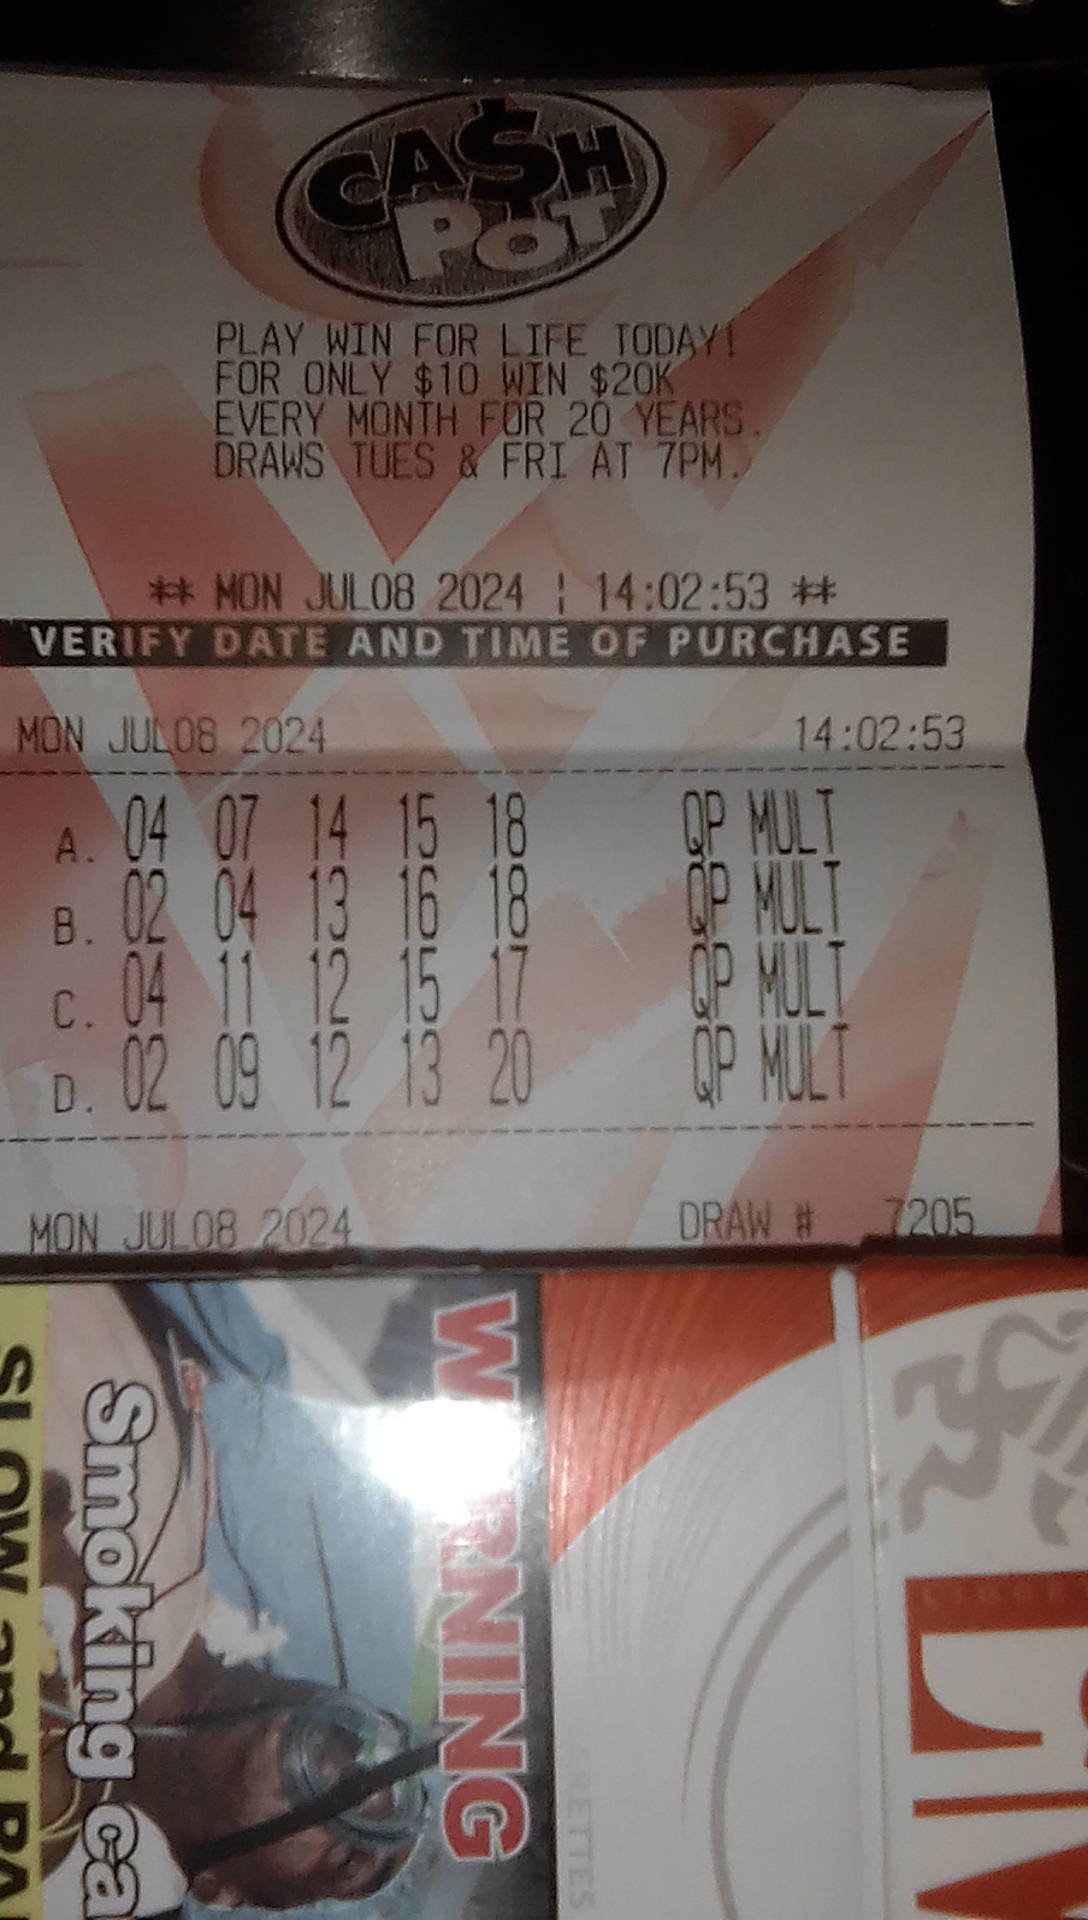 CA$H
POT
PLAY WIN FOR LIFE TODAY!
FOR ONLY $10 WIN $20K
EVERY MONTH FOR 20 YEARS.
DRAWS TUES & FRI AT 7PM.
** MON JUL08 2024 ¦ 14:02:53 **
VERIFY DATE AND TIME OF PURCHASE
MON JUL08 2024 14:02:53
A. 04 07 14 15 18 QP MULT
B. 02 04 13 16 18 QP MULT
C. 04 11 12 15 17 QP MULT
D. 02 09 12 13 20 QP MULT
MON JUL08 2024 DRAW # 7205
WARNING
Smoking ca